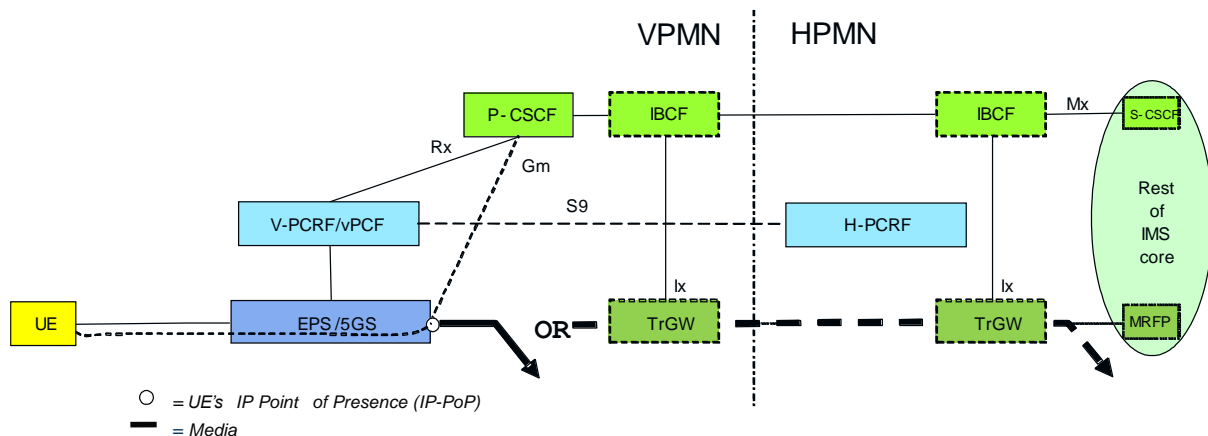 VPMN HPMN
P-CSCF IBCF IBCF Mx S-CSCF
Rx Gm
Rest
of
IMS
core
S9
V-PCRF/vPCF H-PCRF
Ix Ix
UE EPS/5GS OR TrGW TrGW MRFP
= UE's IP Point of Presence (IP-PoP)
= Media